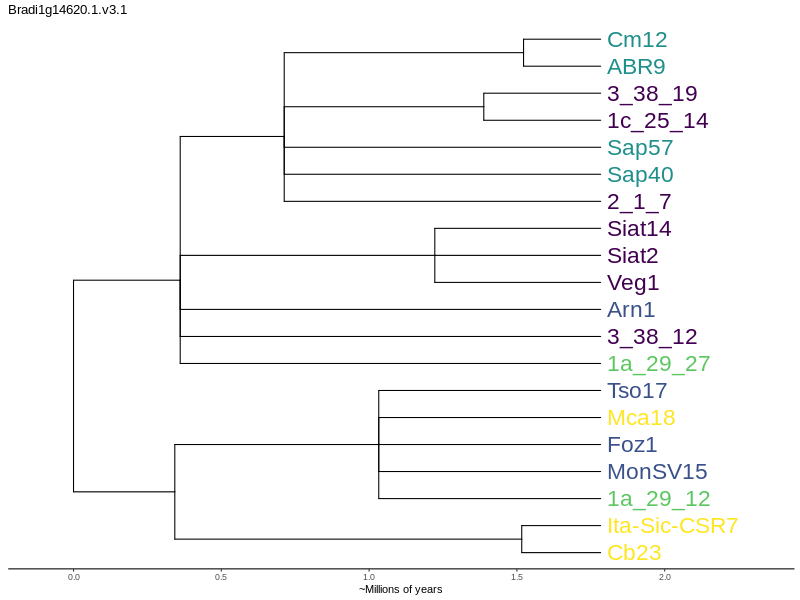 Bradi1g14620.1.v3.1
Cm12
ABR9
3_38_19
1c_25_14
Sap57
Sap40
2_1_7
Siat14
Siat2
Veg1
Arn1
3_38_12
1a_29_27
Tso17
Mca18
Foz1
MonSV15
1a_29_12
Ita-Sic-CSR7
Cb23
0.0 0.5 1.0 1.5 2.0
~Millions of years